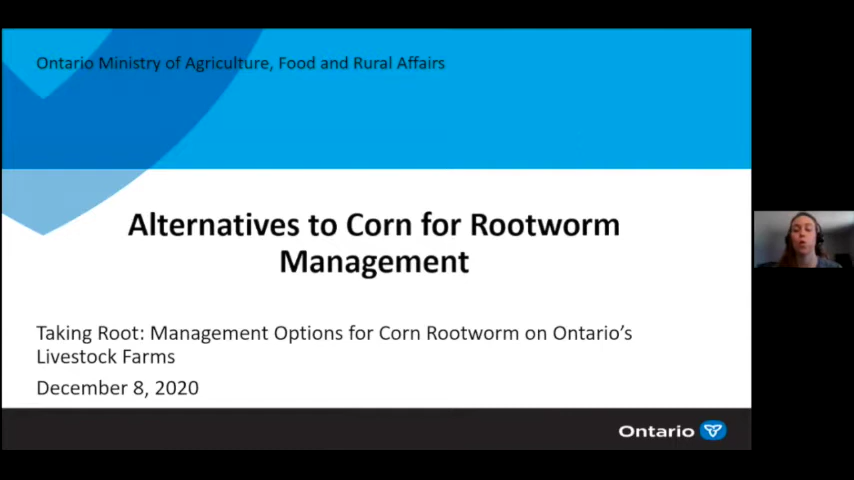 Ontario Ministry of Agriculture, Food and Rural Affairs
Alternatives to Corn for Rootworm
Management
Taking Root: Management Options for Corn Rootworm on Ontario's
Livestock Farms
December 8, 2020
Ontario